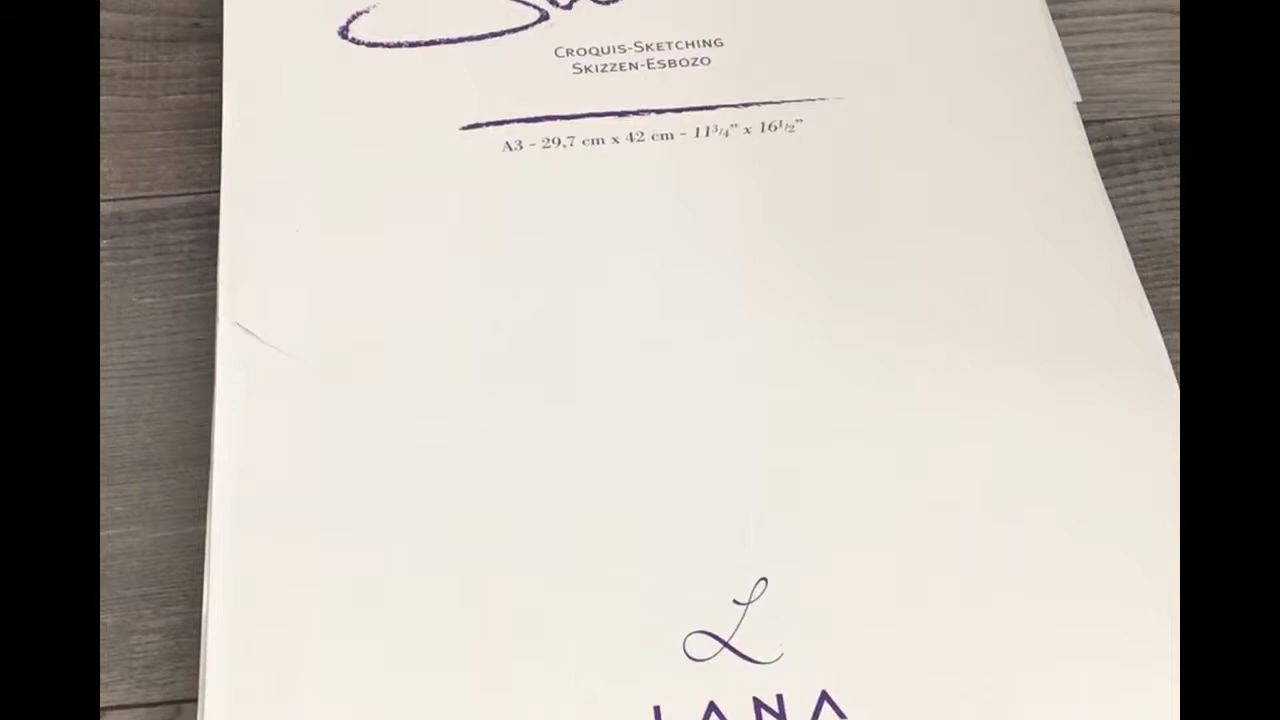 CROQUIS-SKETCHING
SKIZZEN-ESBOZO
A3 - 29,7 cm x 42 cm - 11³/₄” x 16¹/₂”
L
LANA